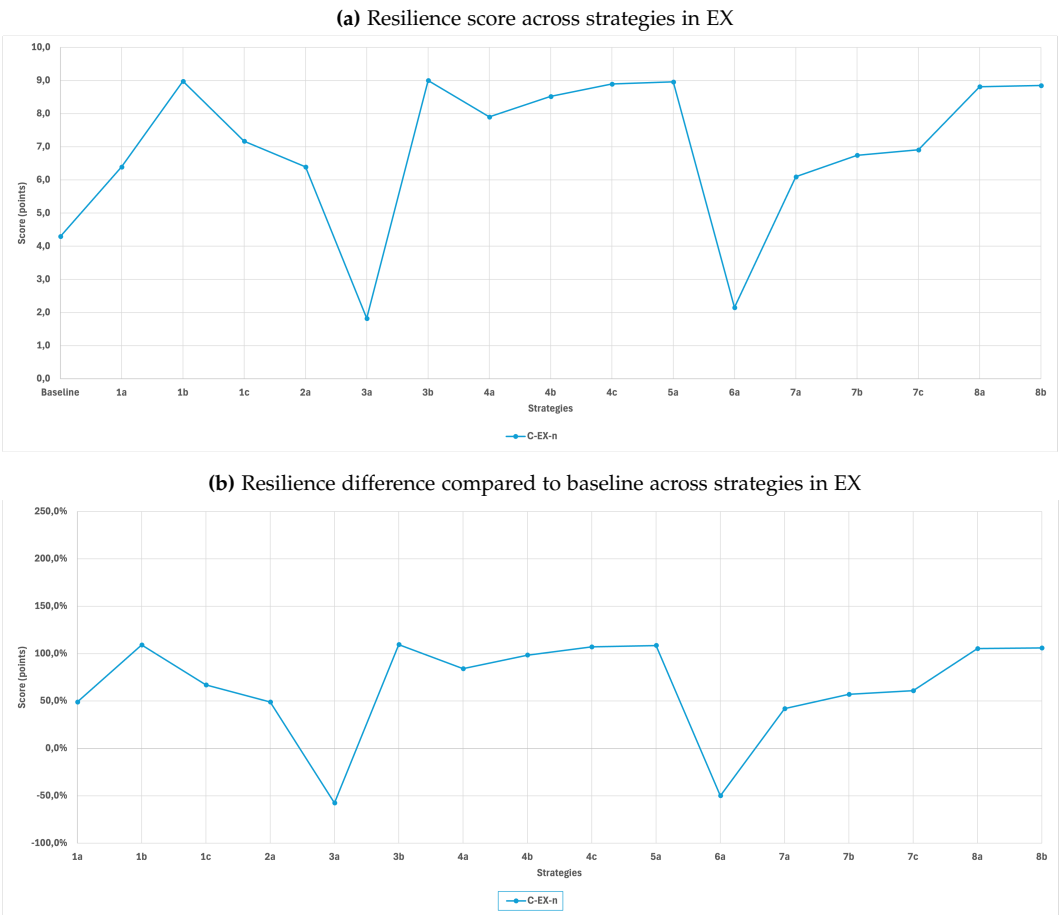 (a) Resilience score across strategies in EX
10,0
9,0
8,0
7,0
6,0
5,0
4,0
3,0
2,0
1,0
0,0
Score (points)
Baseline 1a 1b 1c 2a 3a 3b 4a 4b 4c 5a 6a 7a 7b 7c 8a 8b
Strategies
C-EX-n
(b) Resilience difference compared to baseline across strategies in EX
250,0%
200,0%
150,0%
100,0%
50,0%
0,0%
-50,0%
-100,0%
Score (points)
1a 1b 1c 2a 3a 3b 4a 4b 4c 5a 6a 7a 7b 7c 8a 8b
Strategies
C-EX-n